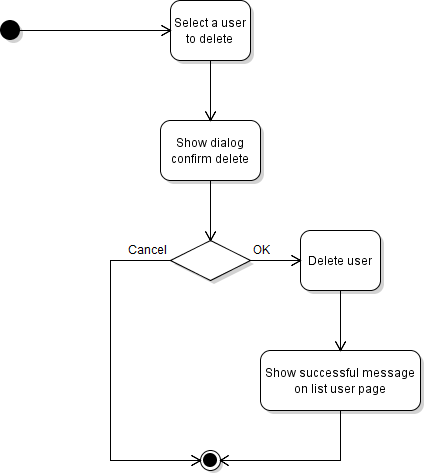 Select a user
to delete
Show dialog
confirm delete
Cancel
OK
Delete user
Show successful message
on list user page